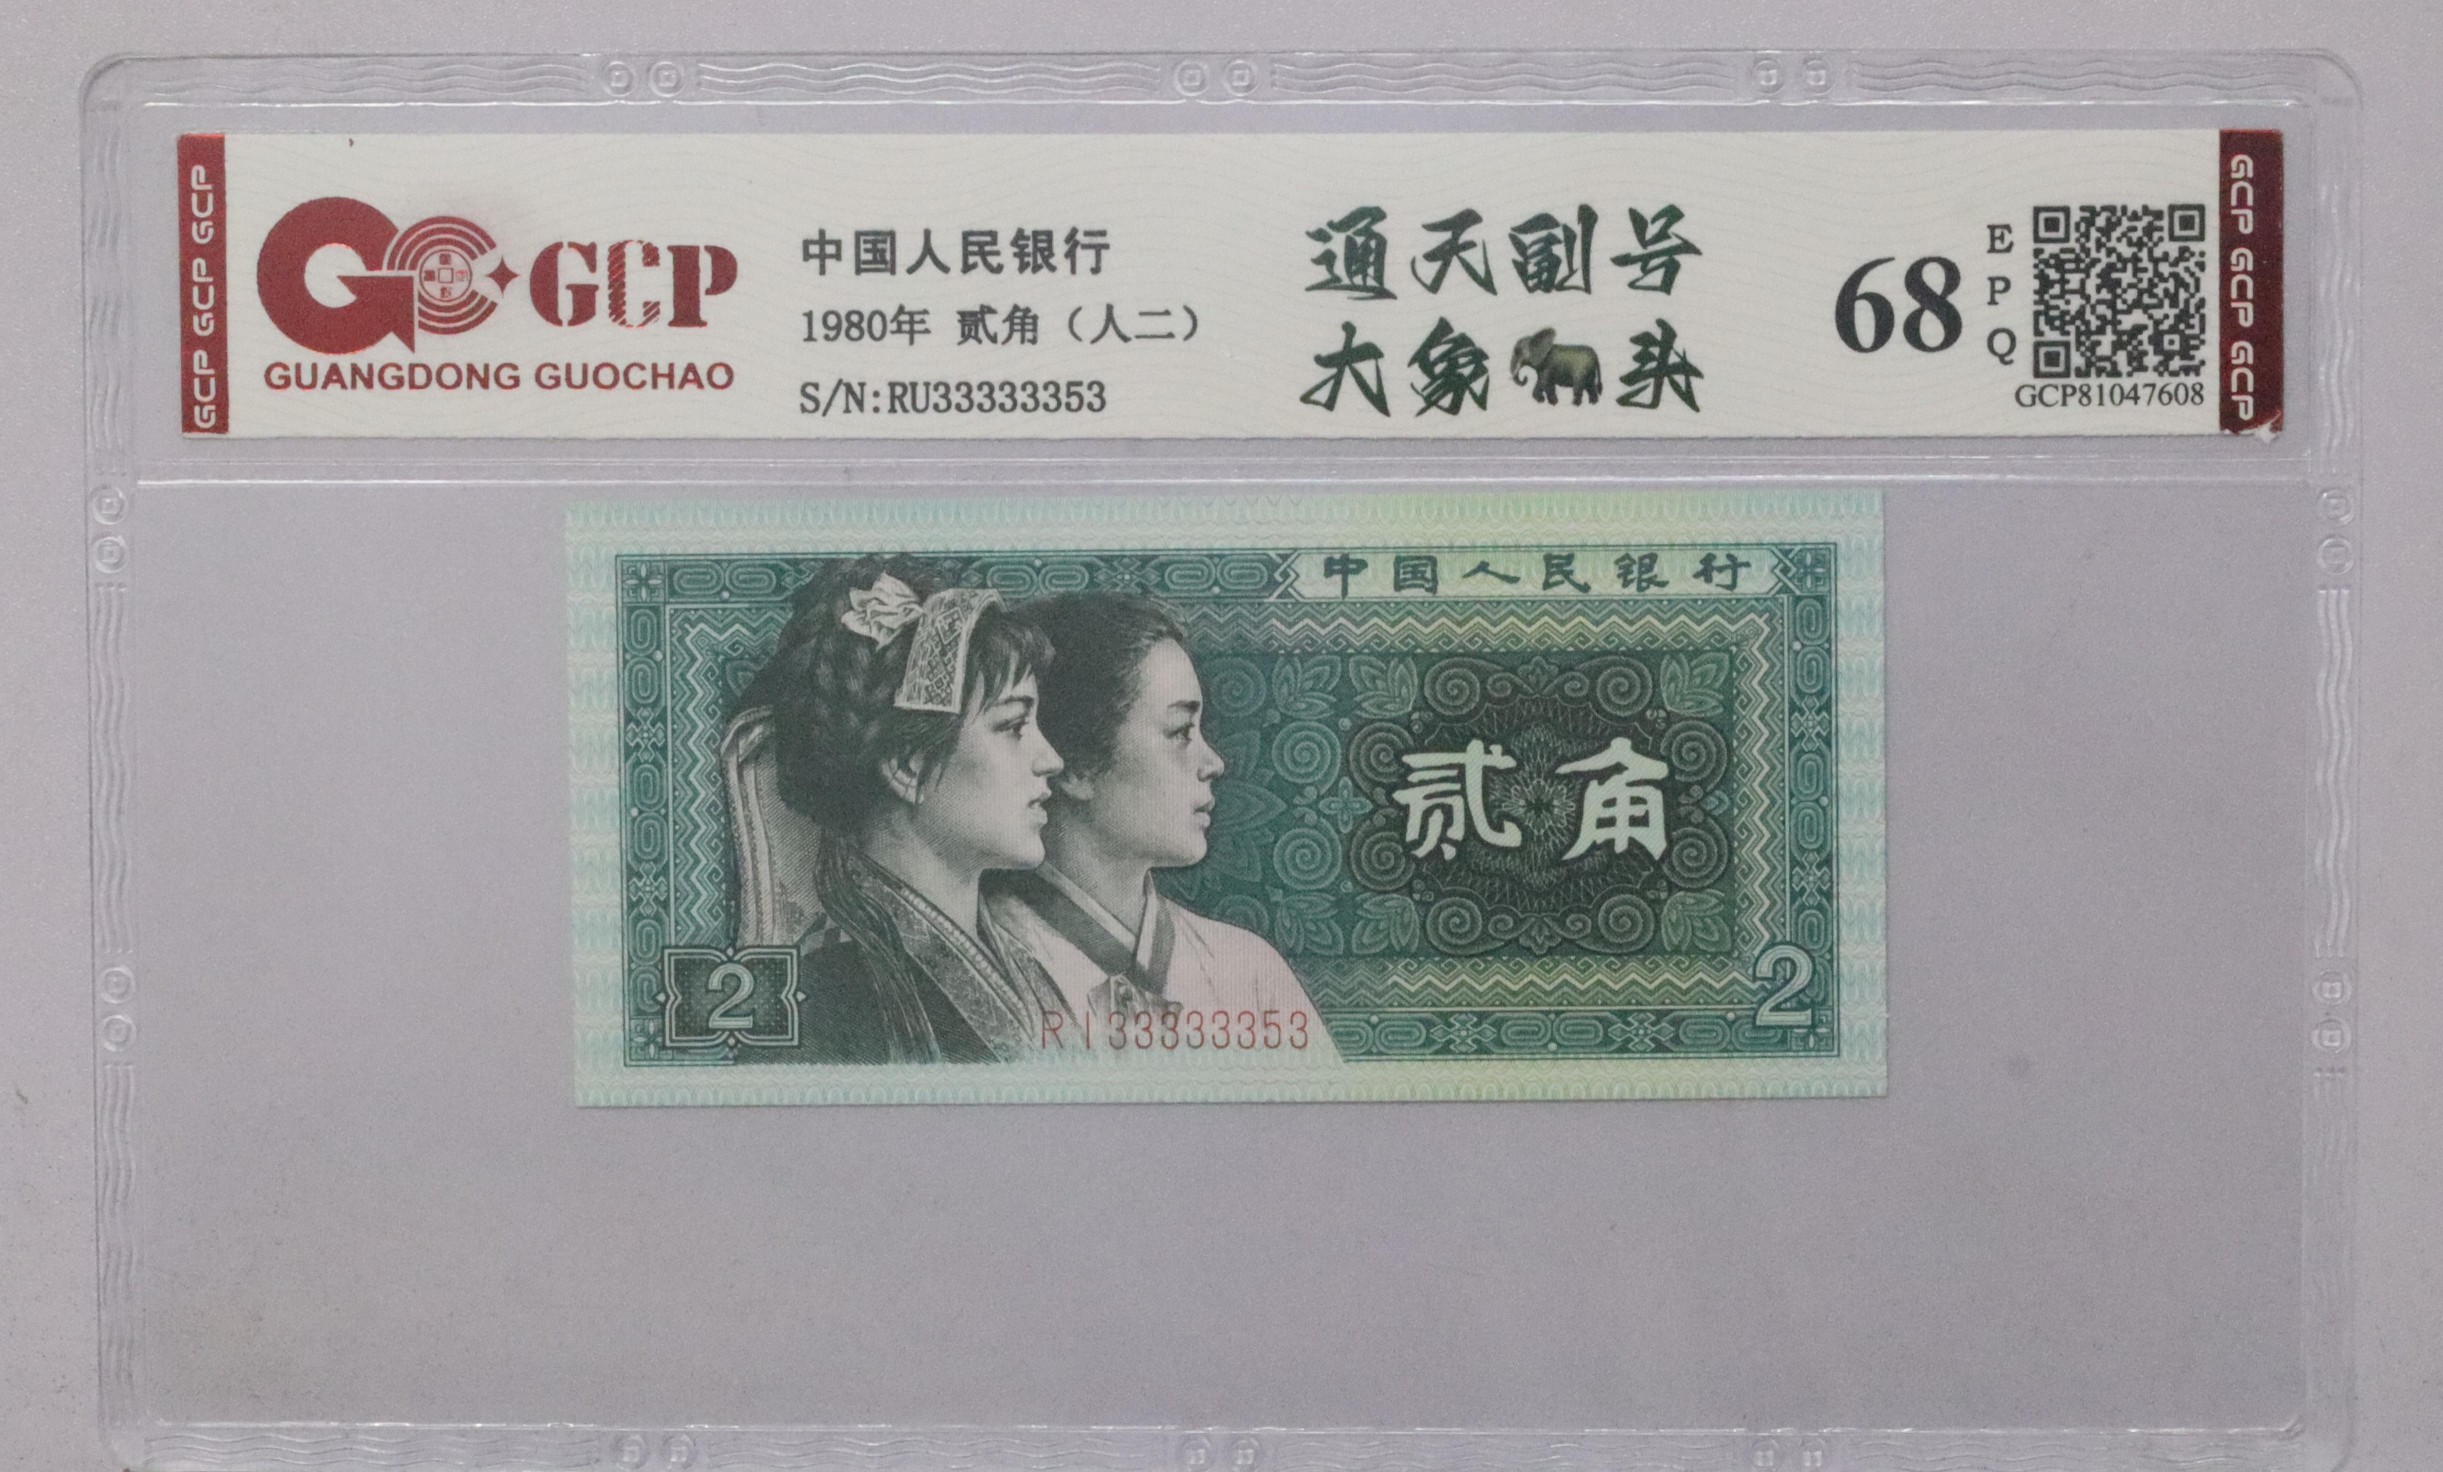 GCP GCP GCP
GCP
GUANGDONG GUOCHAO
中国人民银行
1980年 贰角（人二）
S/N:RU33333353
通天副号
大象🐘头
68
EPQ
GCP81047608
GCP GCP GCP
中国人民银行
贰角
2
RI33333353
2